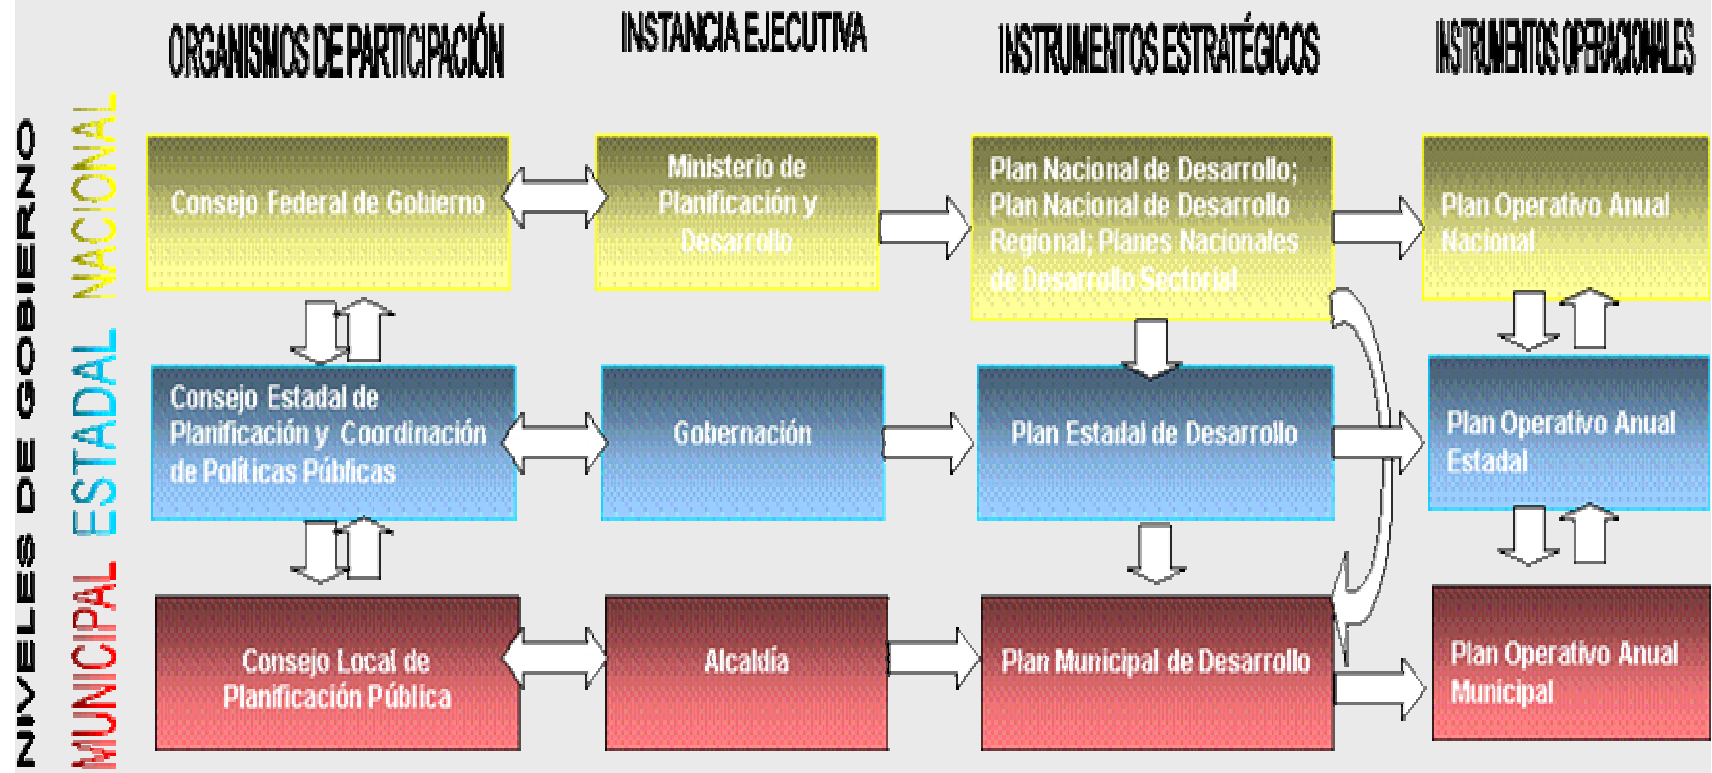 ORGANISMOS DE PARTICIPACIÓN
INSTANCIA EJECUTIVA
INSTRUMENTOS ESTRATÉGICOS
INSTRUMENTOS OPERACIONALES
NIVELES DE GOBIERNO
NACIONAL
Consejo Federal de Gobierno
Ministerio de
Planificación y
Desarrollo
Plan Nacional de Desarrollo;
Plan Nacional de Desarrollo
Regional; Planes Nacionales
de Desarrollo Sectorial
Plan Operativo Anual
Nacional
ESTADAL
Consejo Estadal de
Planificación y Coordinación
de Políticas Públicas
Gobernación
Plan Estadal de Desarrollo
Plan Operativo Anual
Estadal
MUNICIPAL
Consejo Local de
Planificación Pública
Alcaldía
Plan Municipal de Desarrollo
Plan Operativo Anual
Municipal